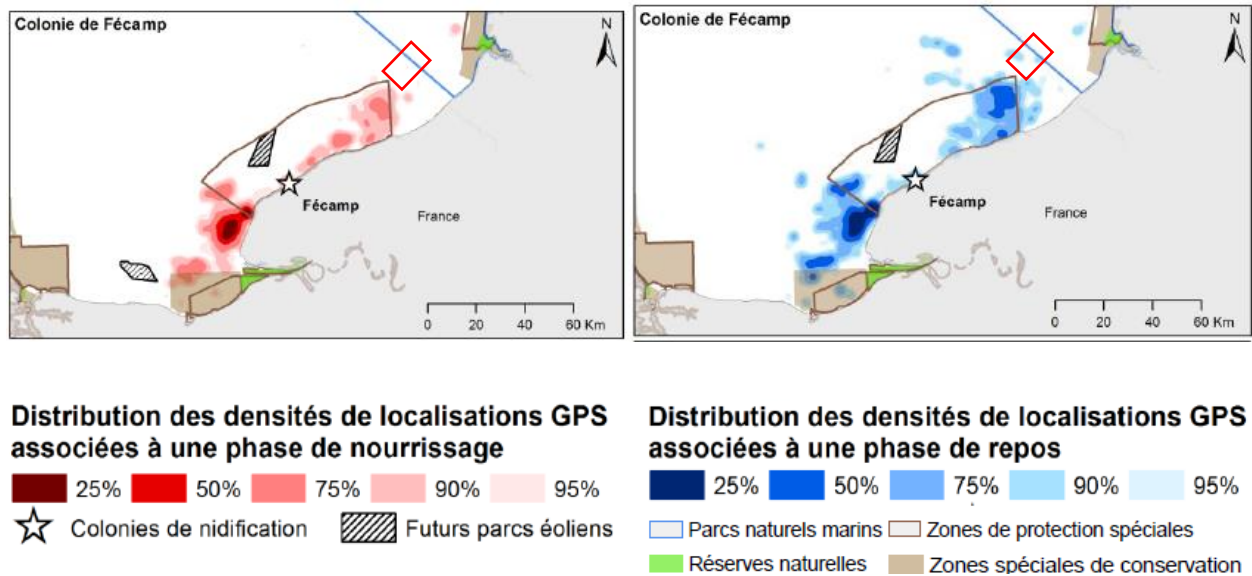 Colonie de Fécamp
N
Fécamp
France
0 20 40 60 Km
Colonie de Fécamp
N
Fécamp
France
0 20 40 60 Km
Distribution des densités de localisations GPS
associées à une phase de nourrissage
25% 50% 75% 90% 95%
Colonies de nidification Futurs parcs éoliens
Distribution des densités de localisations GPS
associées à une phase de repos
25% 50% 75% 90% 95%
Parcs naturels marins Zones de protection spéciales
Réserves naturelles Zones spéciales de conservation